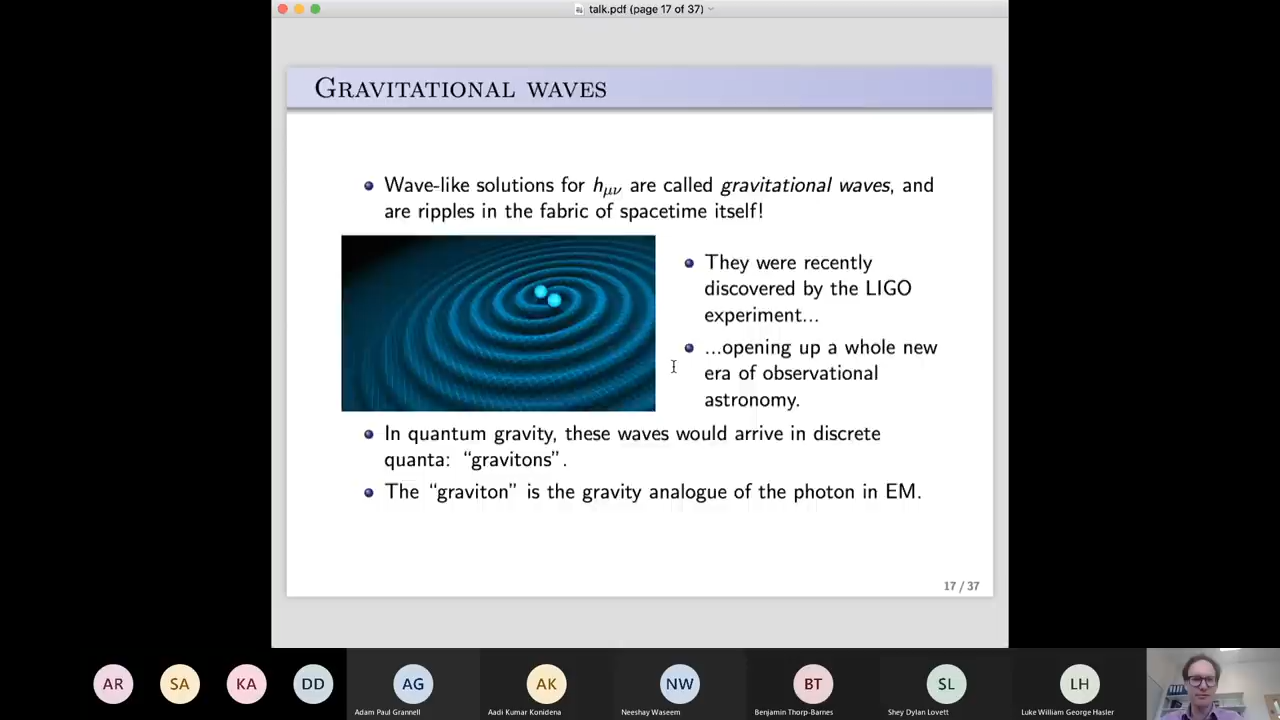 talk.pdf (page 17 of 37)
Gravitational waves
Wave-like solutions for hμν are called gravitational waves, and
are ripples in the fabric of spacetime itself!
They were recently
discovered by the LIGO
experiment...
...opening up a whole new
era of observational
astronomy.
In quantum gravity, these waves would arrive in discrete
quanta: “gravitons”.
The “graviton” is the gravity analogue of the photon in EM.
17 / 37
AR SA KA DD AG AK NW BT SL LH
Adam Paul Grannell Aadi Kumar Konidena Neeshay Waseem Benjamin Thorp-Barnes Shey Dylan Lovett Luke William George Hasler